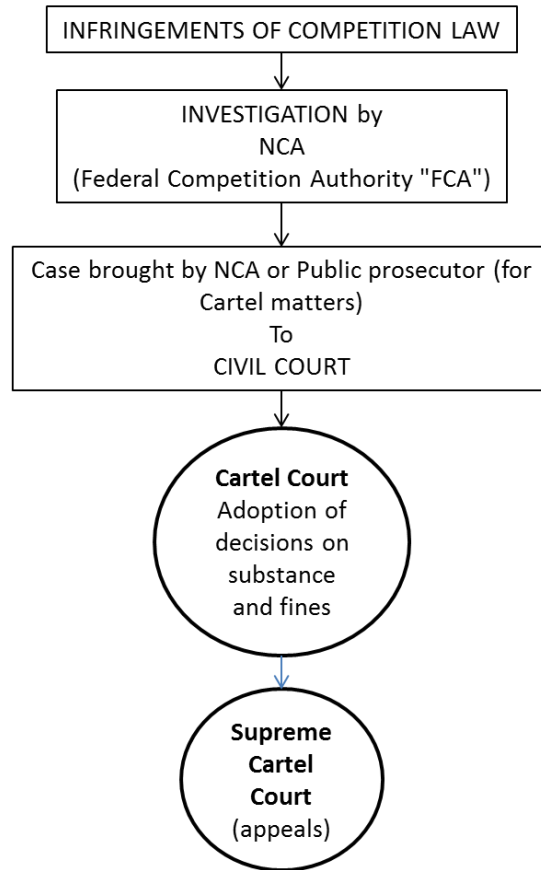 INFRINGEMENTS OF COMPETITION LAW
INVESTIGATION by
NCA
(Federal Competition Authority "FCA")
Case brought by NCA or Public prosecutor (for
Cartel matters)
To
CIVIL COURT
Cartel Court
Adoption of
decisions on
substance
and fines
Supreme
Cartel
Court
(appeals)